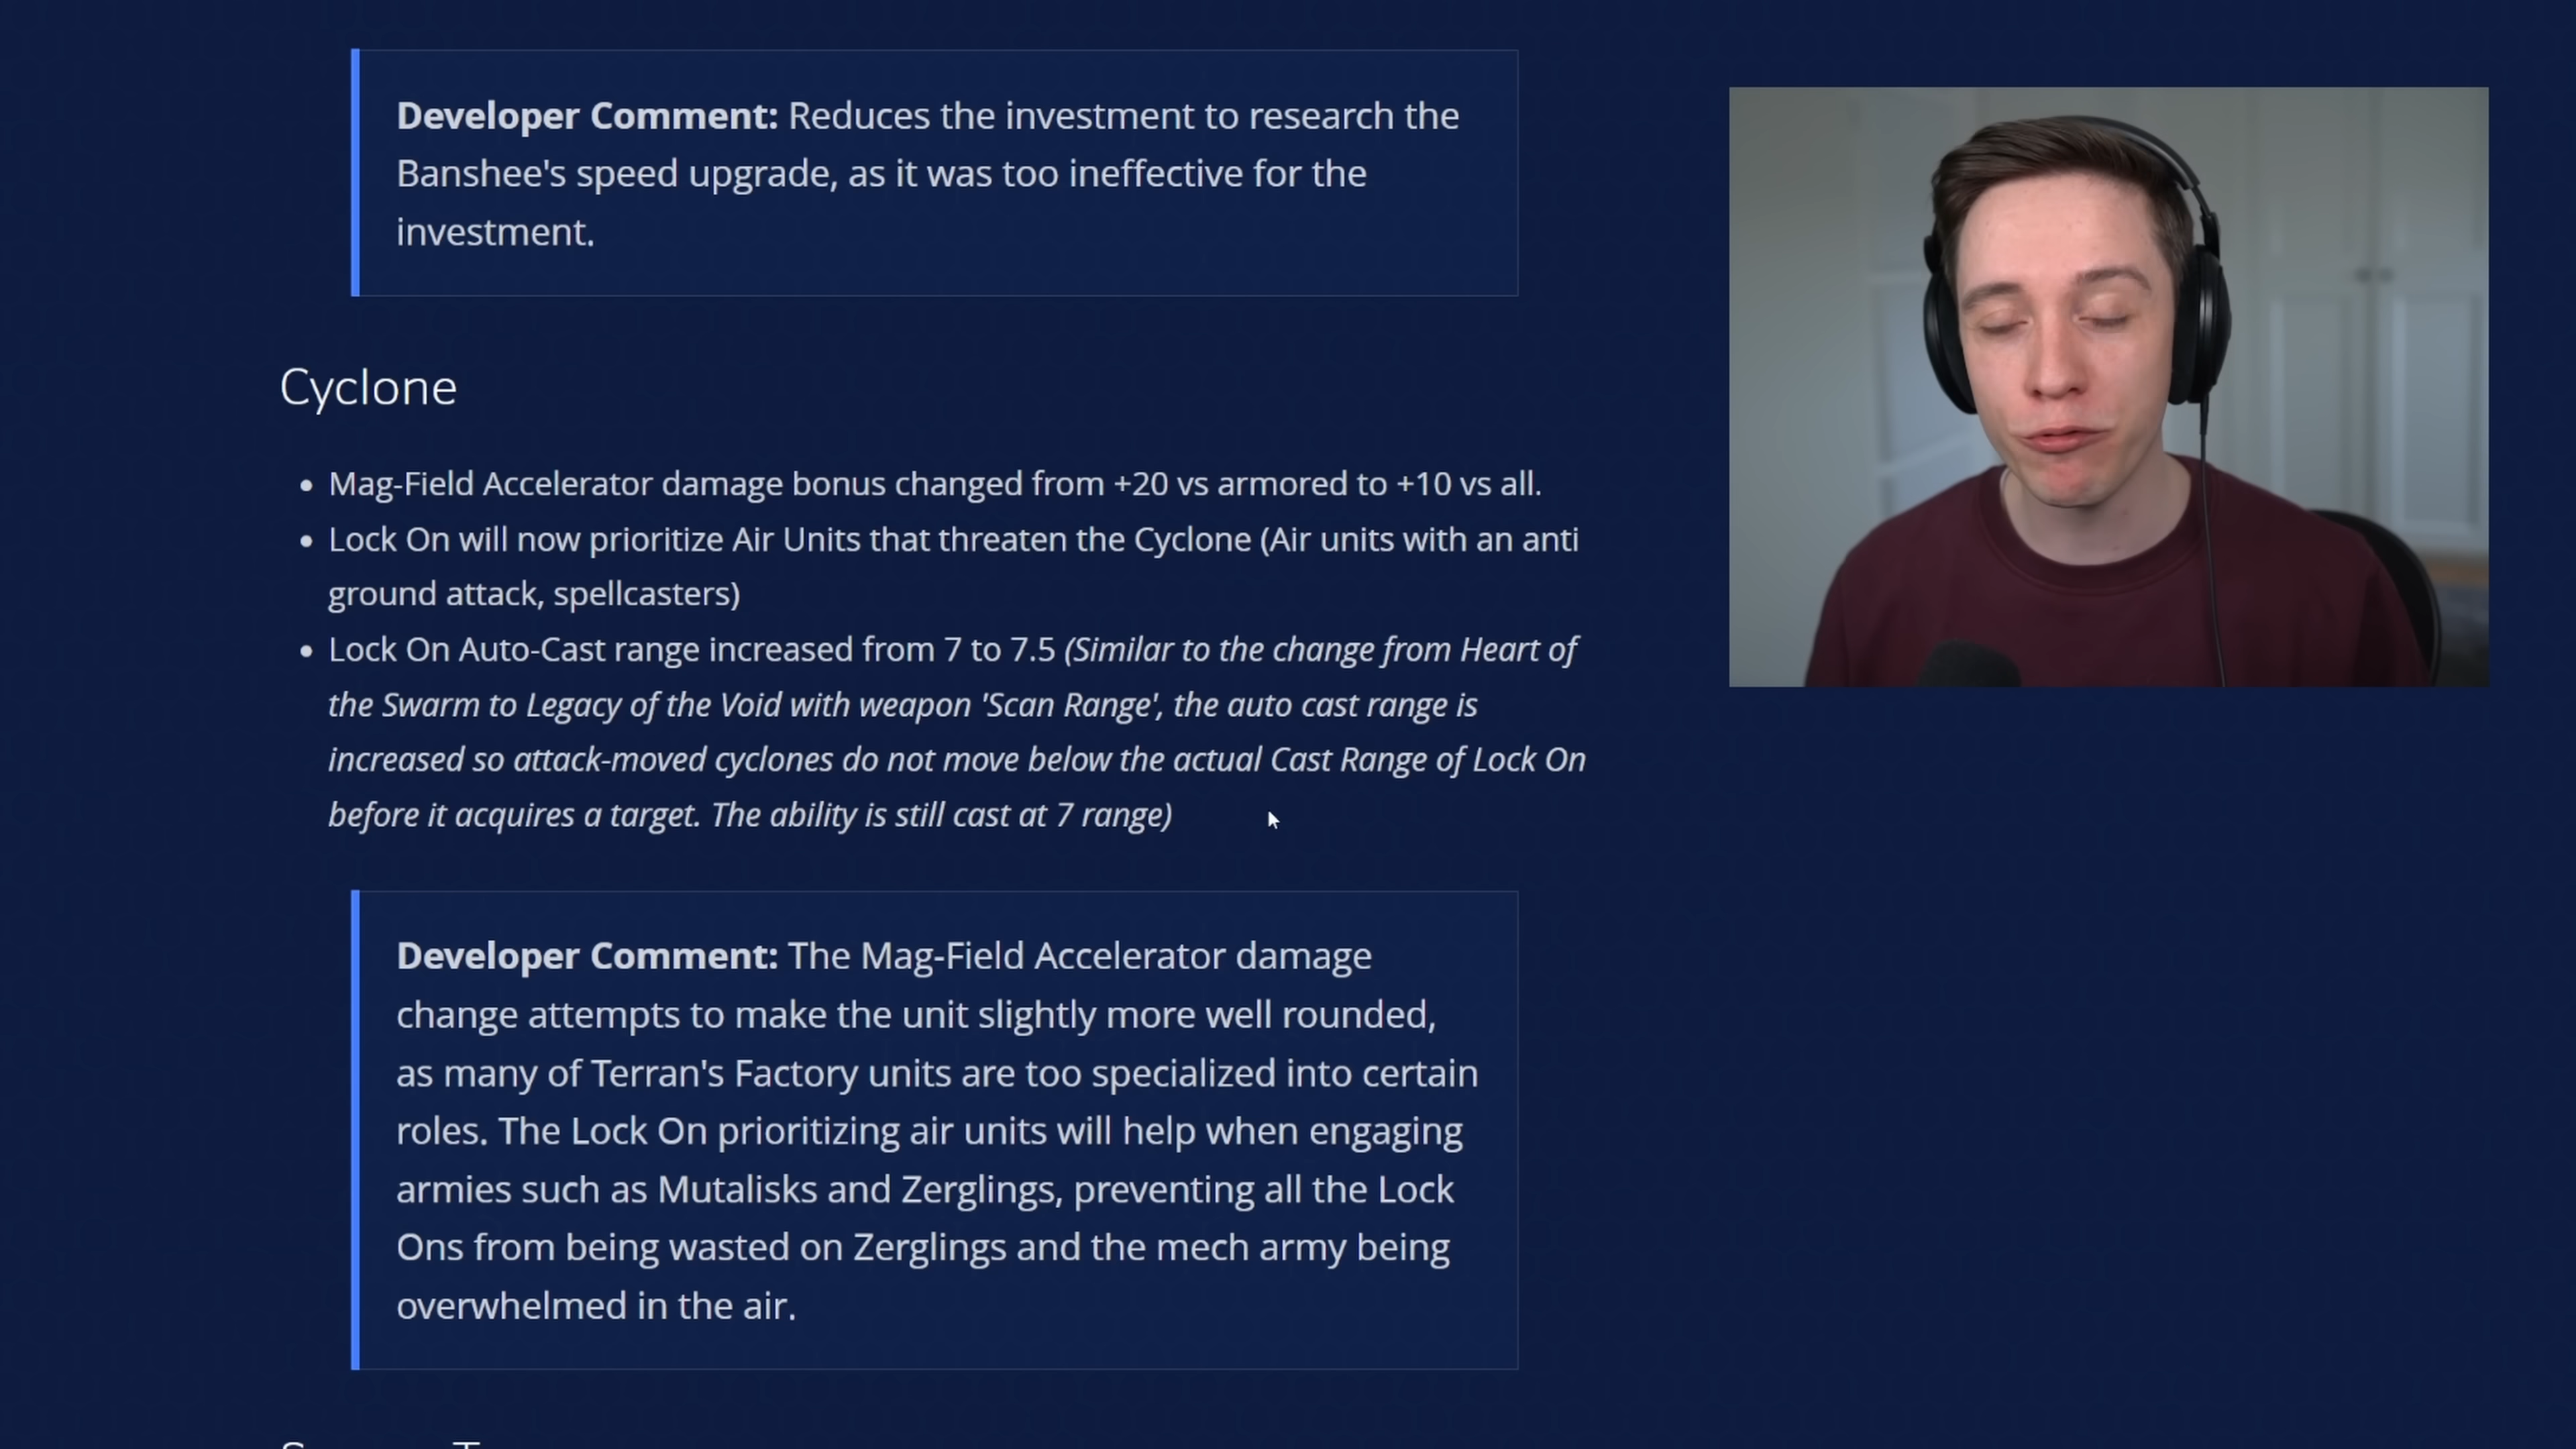 Developer Comment: Reduces the investment to research the
Banshee's speed upgrade, as it was too ineffective for the
investment.
Cyclone
• Mag-Field Accelerator damage bonus changed from +20 vs armored to +10 vs all.
• Lock On will now prioritize Air Units that threaten the Cyclone (Air units with an anti
ground attack, spellcasters)
• Lock On Auto-Cast range increased from 7 to 7.5 (Similar to the change from Heart of
the Swarm to Legacy of the Void with weapon 'Scan Range', the auto cast range is
increased so attack-moved cyclones do not move below the actual Cast Range of Lock On
before it acquires a target. The ability is still cast at 7 range)
Developer Comment: The Mag-Field Accelerator damage
change attempts to make the unit slightly more well rounded,
as many of Terran's Factory units are too specialized into certain
roles. The Lock On prioritizing air units will help when engaging
armies such as Mutalisks and Zerglings, preventing all the Lock
Ons from being wasted on Zerglings and the mech army being
overwhelmed in the air.